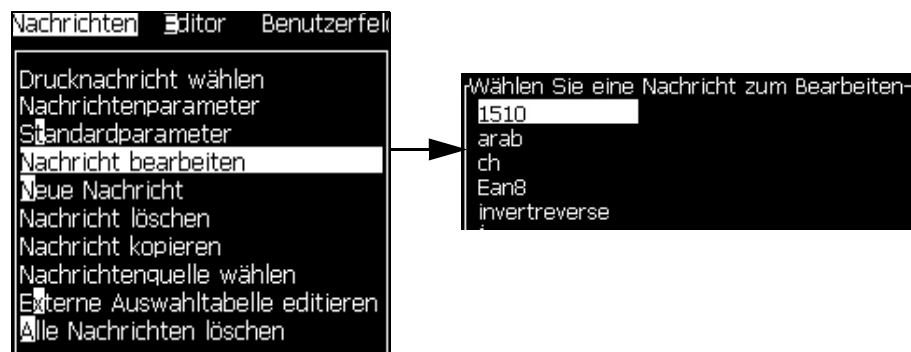 Nachrichten Editor Benutzerfel
Drucknachricht wählen
Nachrichtenparameter
Standardparameter
Nachricht bearbeiten
Neue Nachricht
Nachricht löschen
Nachricht kopieren
Nachrichtenquelle wählen
Externe Auswahltabelle editieren
Alle Nachrichten löschen
Wählen Sie eine Nachricht zum Bearbeiten
1510
arab
ch
Ean8
invertreverse